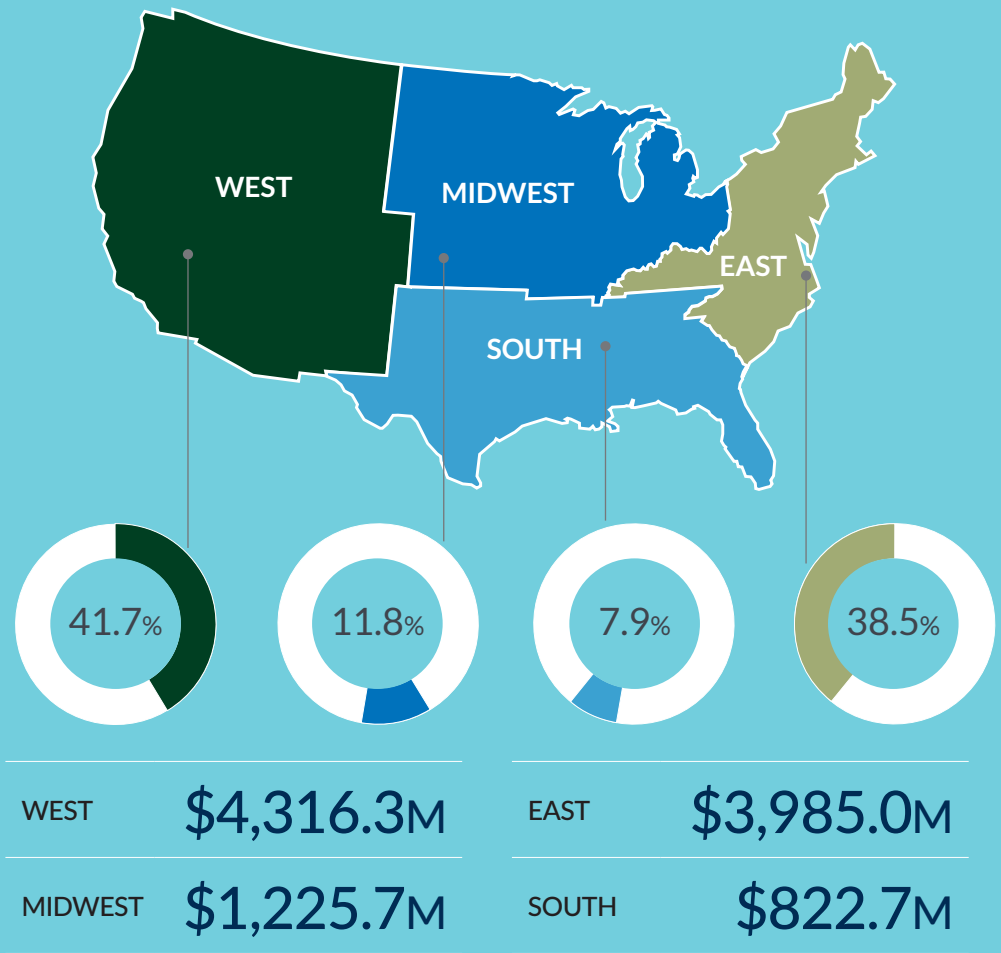 WEST
MIDWEST
EAST
SOUTH
41.7%
11.8%
7.9%
38.5%
WEST $4,316.3M
EAST $3,985.0M
MIDWEST $1,225.7M
SOUTH $822.7M